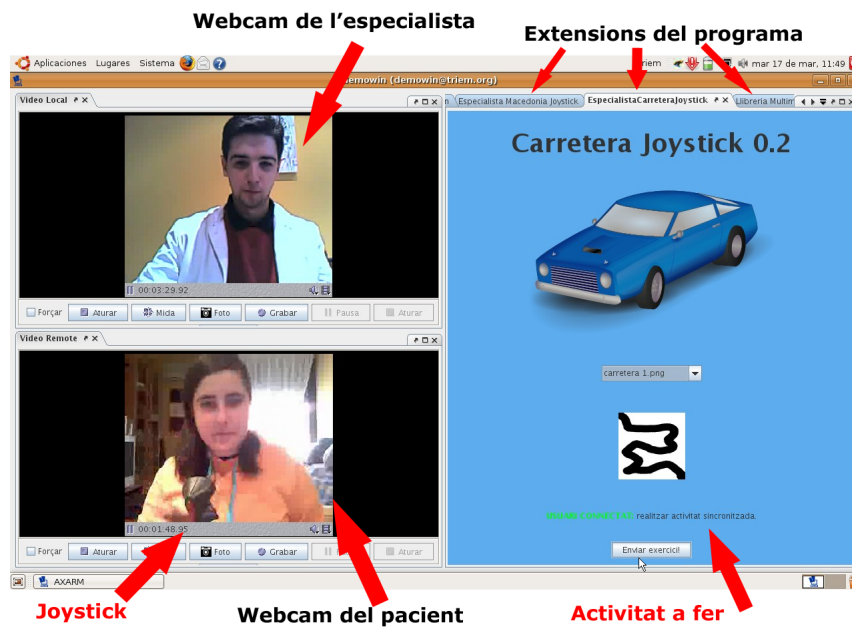 Webcam de l'especialista
Extensions del programa
Aplicaciones Lugares Sistema
mar 17 de mar, 11:49
demowin (demowin@triem.org)
Video Local
Especialista Macedonia Joystick
EspecialistaCarreteraJoystick
Llibreria Multim
Carretera Joystick 0.2
00:03:29.92
Forçar Aturar Mida Foto Grabar Pausa Aturar
Video Remote
carretera 1.png
00:01:48.95
realitzar activitat sincronitzada.
Forçar Aturar Foto Grabar Aturar
Enviar exercici!
AXARM
Joystick
Webcam del pacient
Activitat a fer